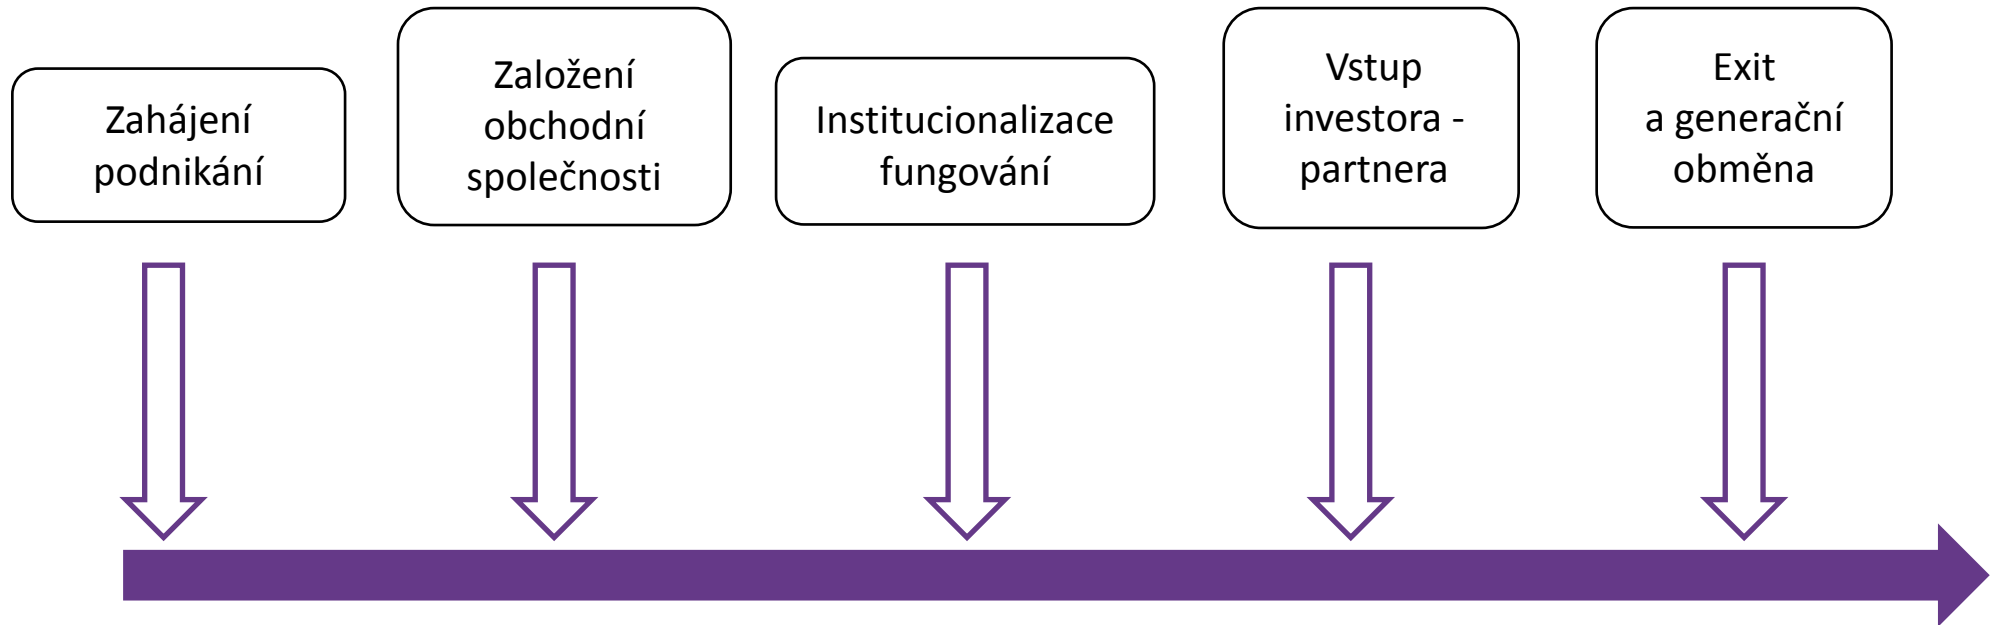 Zahájení
podnikání
Založení
obchodní
společnosti
Institucionalizace
fungování
Vstup
investora -
partnera
Exit
a generační
obměna